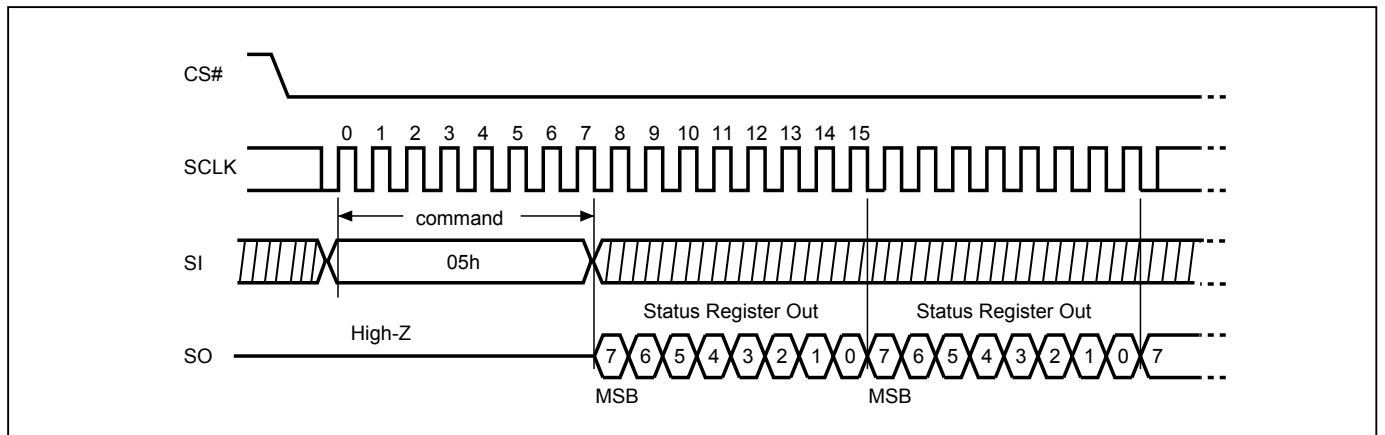 CS#
0 1 2 3 4 5 6 7 8 9 10 11 12 13 14 15
SCLK
command
SI 05h
Status Register Out Status Register Out
High-Z
SO 7 6 5 4 3 2 1 0 7 6 5 4 3 2 1 0 7
MSB MSB